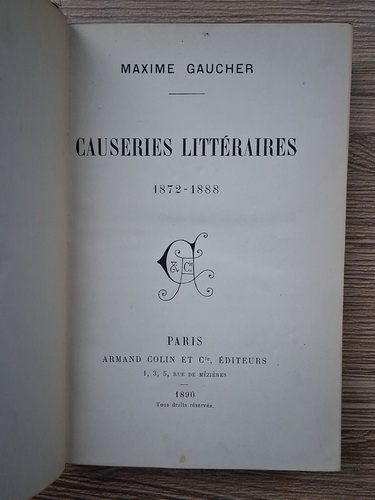 MAXIME GAUCHER
CAUSERIES LITTÉRAIRES
1872-1888
PARIS
ARMAND COLIN ET Cie, ÉDITEURS
1, 3, 5, RUE DE MÉZIÈRES
1890
Tous droits réservés.